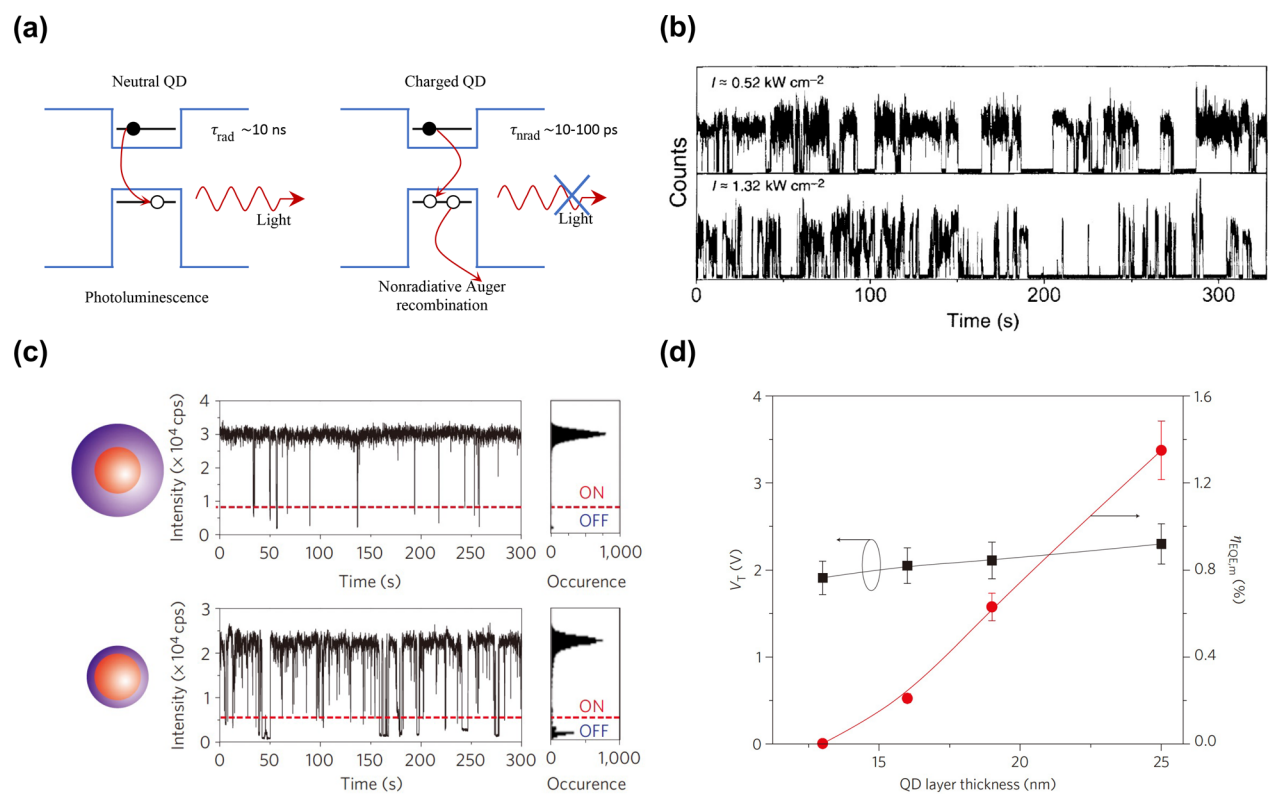 (a)
Neutral QD
τrad ~10 ns
Light
Photoluminescence
Charged QD
τnrad ~10-100 ps
Light
Nonradiative Auger
recombination
(b)
I ≈ 0.52 kW cm−2
I ≈ 1.32 kW cm−2
Counts
0 100 200 300
Time (s)
(c)
Intensity (× 10⁴ cps)
4
3
2
1
0
ON
OFF
0 50 100 150 200 250 300
0 1,000
Time (s)
Occurence
Intensity (× 10⁴ cps)
3
2
1
0
ON
OFF
0 50 100 150 200 250 300
0 1,000
Time (s)
Occurence
(d)
VT (V)
4
3
2
1
0
1.6
1.2
0.8
0.4
0.0
ηEQE,m (%)
15 20 25
QD layer thickness (nm)